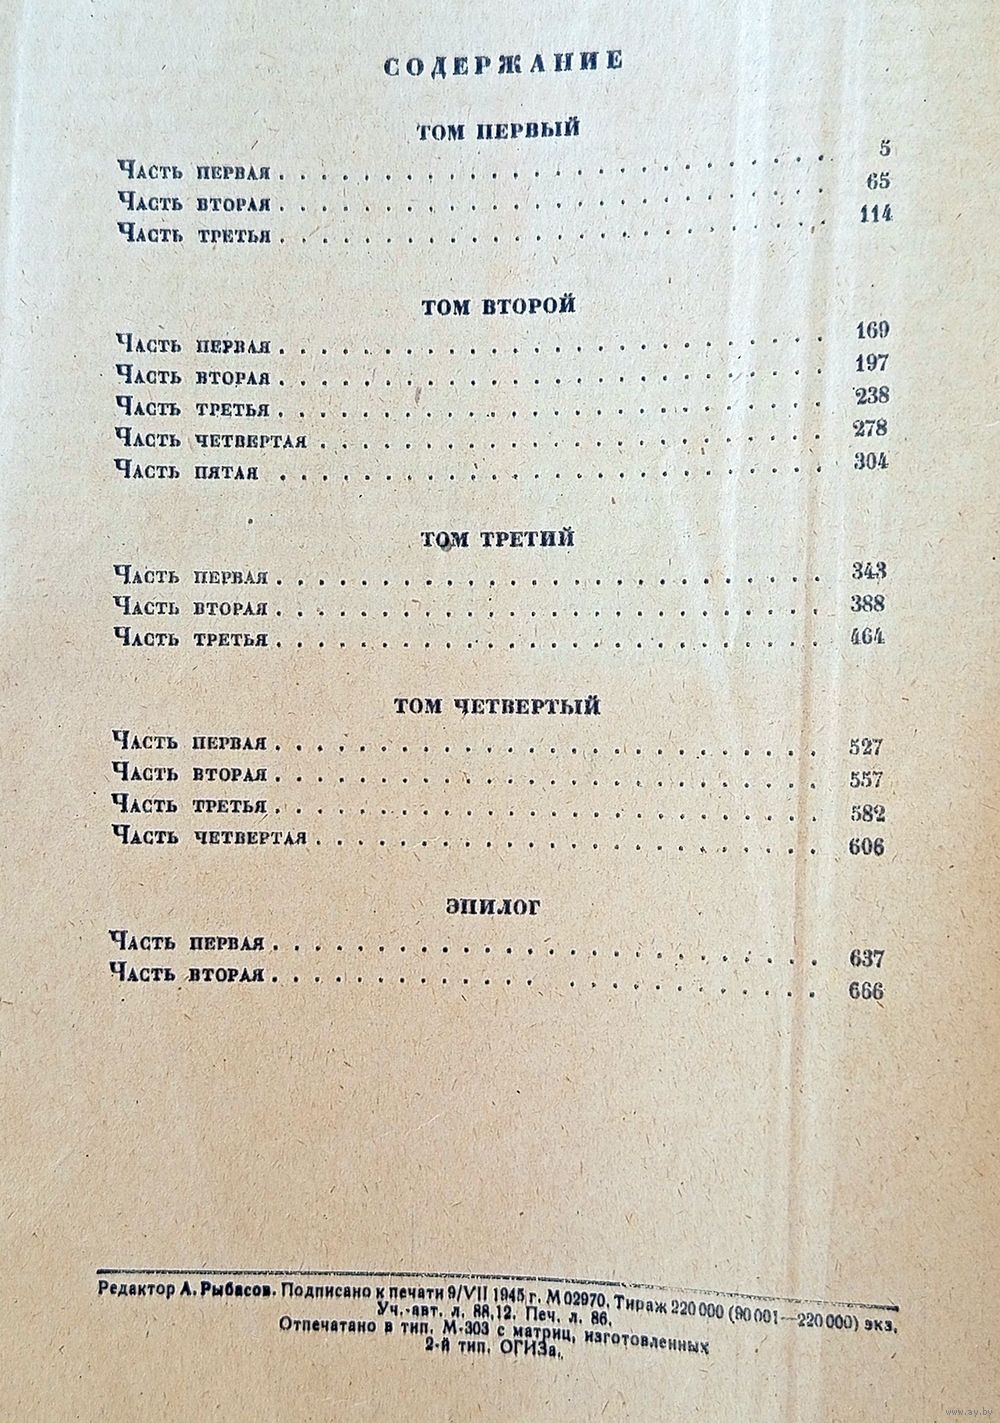 СОДЕРЖАНИЕ
ТОМ ПЕРВЫЙ
Часть первая . . . . . . . . . . . . . . . . . . . . . . . . . . 5
Часть вторая . . . . . . . . . . . . . . . . . . . . . . . . . . 65
Часть третья . . . . . . . . . . . . . . . . . . . . . . . . . . 114
ТОМ ВТОРОЙ
Часть первая . . . . . . . . . . . . . . . . . . . . . . . . . . 169
Часть вторая . . . . . . . . . . . . . . . . . . . . . . . . . . 197
Часть третья . . . . . . . . . . . . . . . . . . . . . . . . . . 238
Часть четвертая . . . . . . . . . . . . . . . . . . . . . . . . 278
Часть пятая . . . . . . . . . . . . . . . . . . . . . . . . . . 304
ТОМ ТРЕТИЙ
Часть первая . . . . . . . . . . . . . . . . . . . . . . . . . . 343
Часть вторая . . . . . . . . . . . . . . . . . . . . . . . . . . 388
Часть третья . . . . . . . . . . . . . . . . . . . . . . . . . . 464
ТОМ ЧЕТВЕРТЫЙ
Часть первая . . . . . . . . . . . . . . . . . . . . . . . . . . 527
Часть вторая . . . . . . . . . . . . . . . . . . . . . . . . . . 557
Часть третья . . . . . . . . . . . . . . . . . . . . . . . . . . 582
Часть четвертая . . . . . . . . . . . . . . . . . . . . . . . . 606
ЭПИЛОГ
Часть первая . . . . . . . . . . . . . . . . . . . . . . . . . . 637
Часть вторая . . . . . . . . . . . . . . . . . . . . . . . . . . 666
Редактор А. Рыбасов. Подписано к печати 9/VII 1945 г. М 02970. Тираж 220 000 (90 001—220 000) экз.
Уч.-авт. л. 88,12. Печ. л. 86.
Отпечатано в тип. М-303 с матриц, изготовленных
2-й тип. ОГИЗа.
www.ay.by